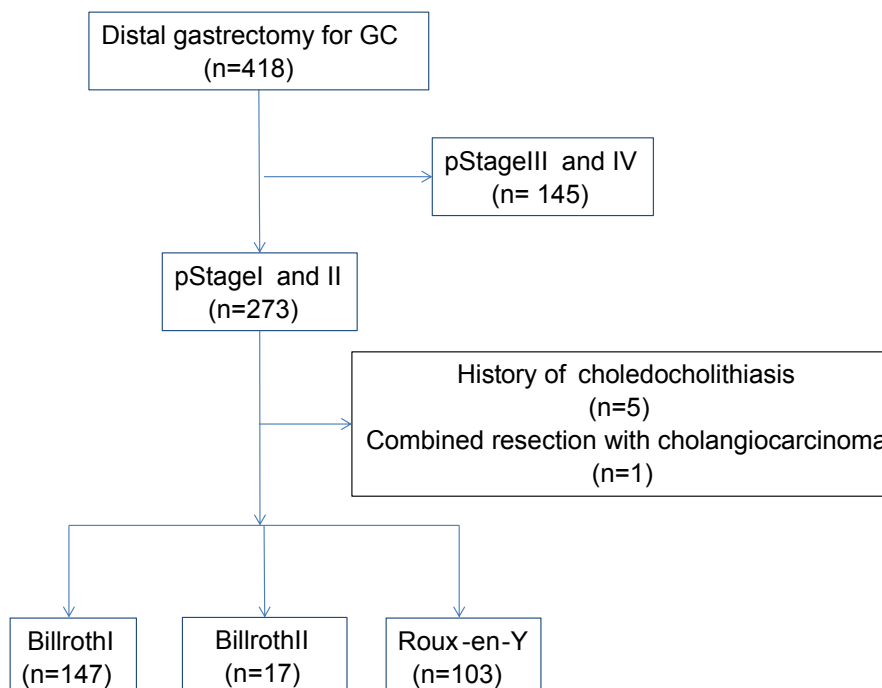 Distal gastrectomy for GC
(n=418)
pStageIII and IV
(n= 145)
pStageI and II
(n=273)
History of choledocholithiasis
(n=5)
Combined resection with cholangiocarcinoma
(n=1)
BillrothI
(n=147)
BillrothII
(n=17)
Roux-en-Y
(n=103)